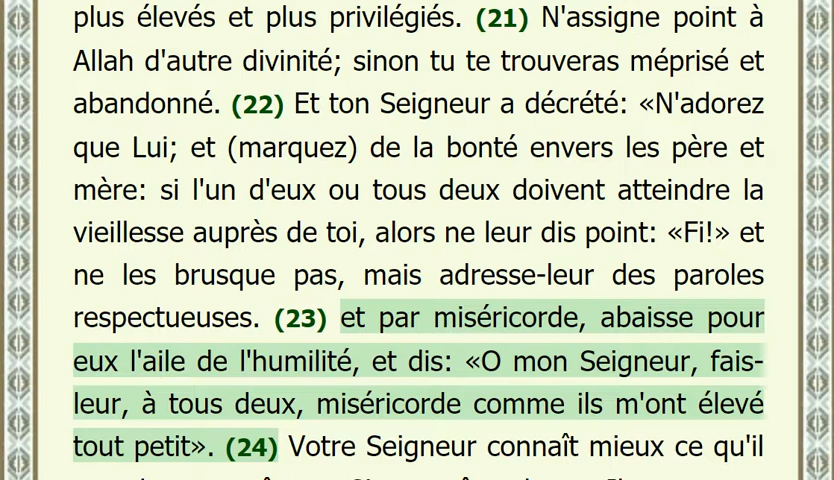 plus élevés et plus privilégiés. (21) N'assigne point à
Allah d'autre divinité; sinon tu te trouveras méprisé et
abandonné. (22) Et ton Seigneur a décrété: «N'adorez
que Lui; et (marquez) de la bonté envers les père et
mère: si l'un d'eux ou tous deux doivent atteindre la
vieillesse auprès de toi, alors ne leur dis point: «Fi!» et
ne les brusque pas, mais adresse-leur des paroles
respectueuses. (23) et par miséricorde, abaisse pour
eux l'aile de l'humilité, et dis: «O mon Seigneur, fais-
leur, à tous deux, miséricorde comme ils m'ont élevé
tout petit». (24) Votre Seigneur connaît mieux ce qu'il